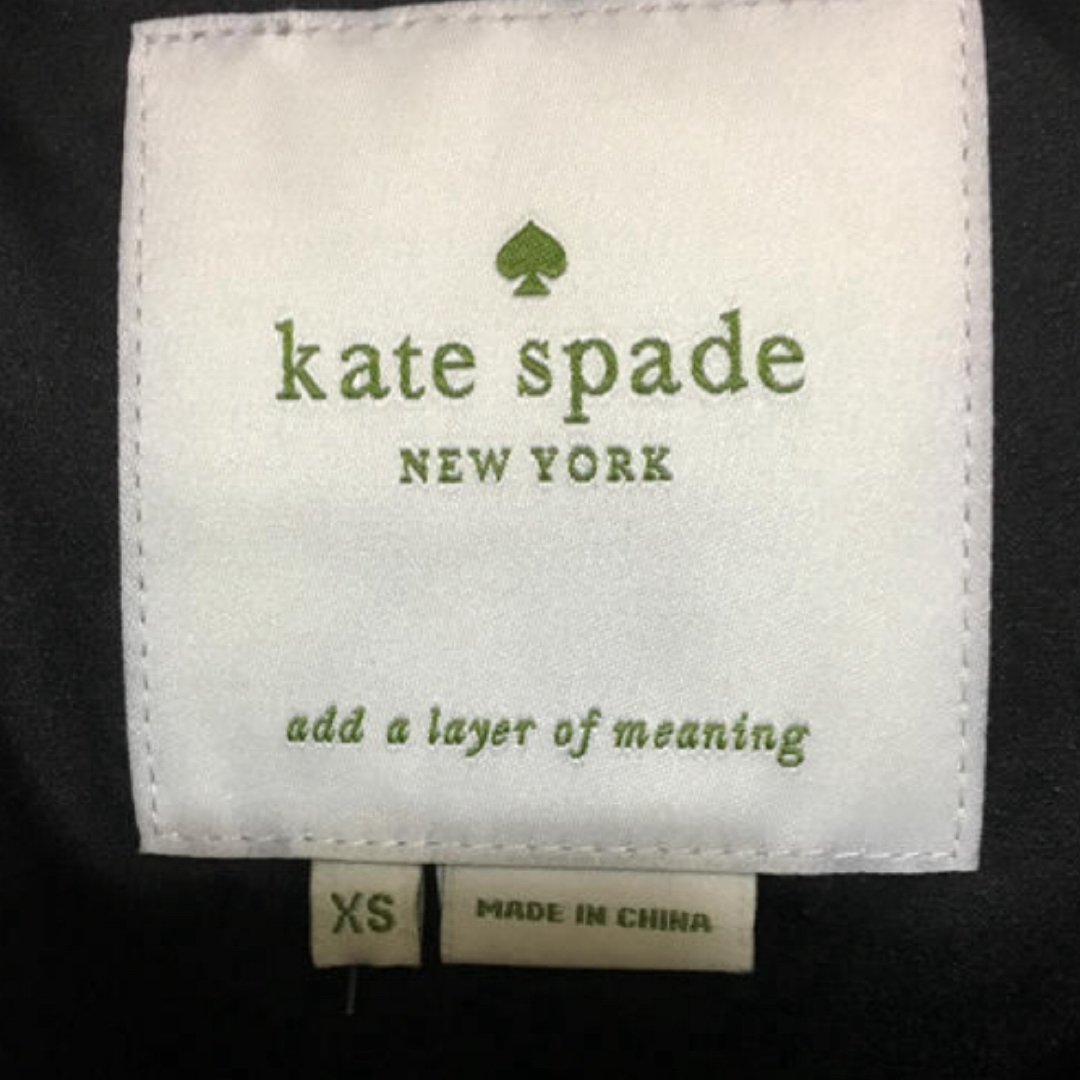 kate spade
NEW YORK
add a layer of meaning
XS
MADE IN CHINA